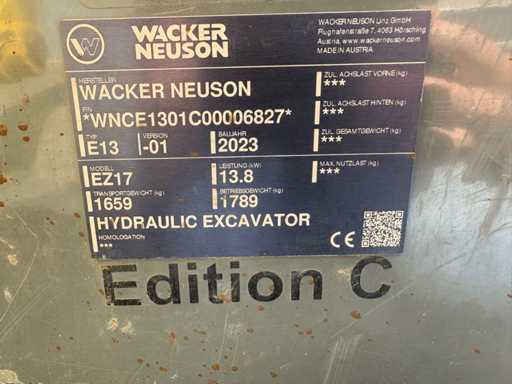 WACKER
NEUSON
WACKER NEUSON Linz GmbH
Flughafenstraße 7, 4063 Hörsching
Austria, www.wackerneuson.com
MADE IN AUSTRIA
HERSTELLER
WACKER NEUSON
PIN
*WNCE1301C00006827*
TYP VERSION BAUJAHR
E13 -01 2023
MODELL LEISTUNG (kW)
EZ17 13.8
TRANSPORTGEWICHT (kg) BETRIEBSGEWICHT (kg)
1659 1789
HYDRAULIC EXCAVATOR
HOMOLOGATION
***
ZUL. ACHSLAST VORNE (kg)
***
ZUL. ACHSLAST HINTEN (kg)
***
ZUL. GESAMTGEWICHT (kg)
***
MAX. NUTZLAST (kg)
***
CE
Edition C